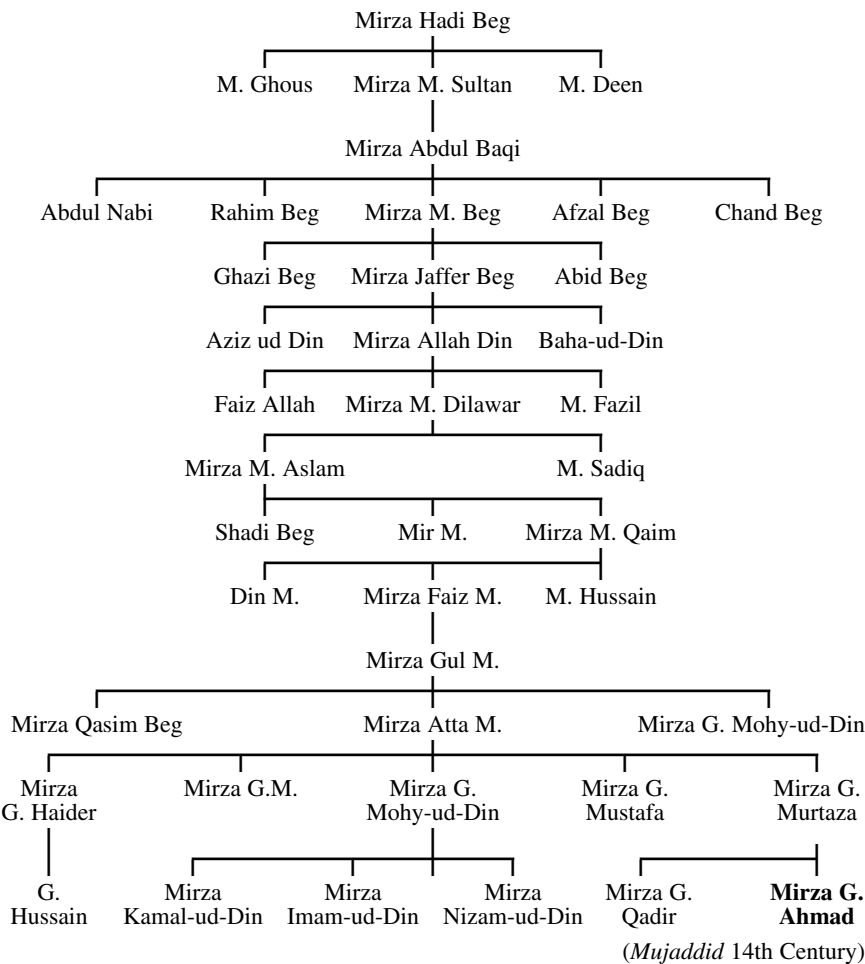 Mirza Hadi Beg
M. Ghous Mirza M. Sultan M. Deen
Mirza Abdul Baqi
Abdul Nabi Rahim Beg Mirza M. Beg Afzal Beg Chand Beg
Ghazi Beg Mirza Jaffer Beg Abid Beg
Aziz ud Din Mirza Allah Din Baha-ud-Din
Faiz Allah Mirza M. Dilawar M. Fazil
Mirza M. Aslam M. Sadiq
Shadi Beg Mir M. Mirza M. Qaim
Din M. Mirza Faiz M. M. Hussain
Mirza Gul M.
Mirza Qasim Beg Mirza Atta M. Mirza G. Mohy-ud-Din
Mirza Mirza G.M. Mirza G. Mirza G. Mirza G.
G. Haider Mohy-ud-Din Mustafa Murtaza
G. Mirza Mirza Mirza Mirza G. Mirza G.
Hussain Kamal-ud-Din Imam-ud-Din Nizam-ud-Din Qadir Ahmad
(Mujaddid 14th Century)